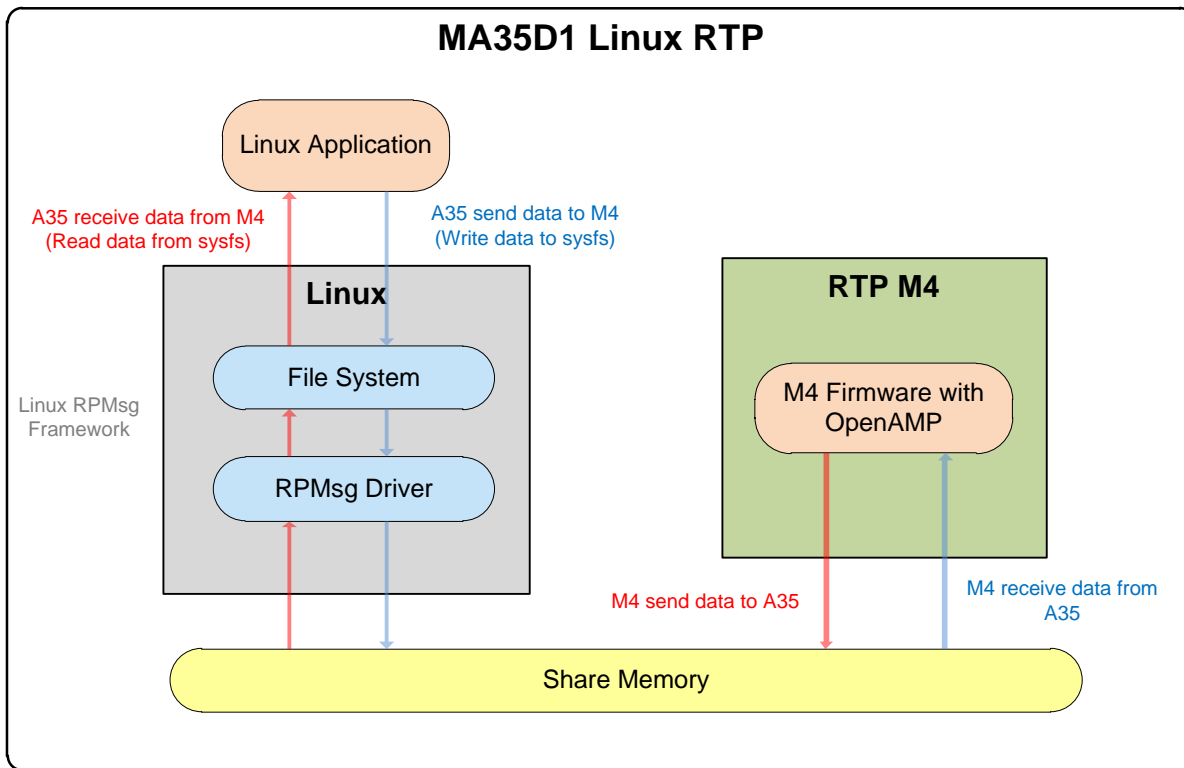 MA35D1 Linux RTP
Linux Application
A35 receive data from M4
(Read data from sysfs)
A35 send data to M4
(Write data to sysfs)
Linux
RTP M4
File System
M4 Firmware with
OpenAMP
Linux RPMsg
Framework
RPMsg Driver
M4 send data to A35
M4 receive data from
A35
Share Memory